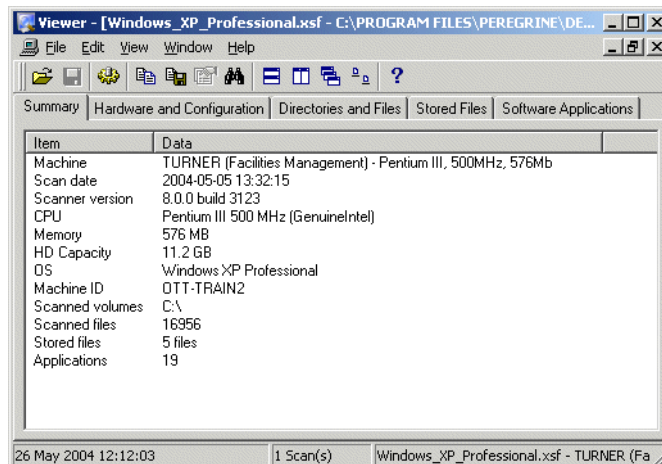 Viewer - [Windows_XP_Professional.xsf - C:\PROGRAM FILES\PEREGRINE\DE...
File Edit View Window Help
Summary Hardware and Configuration Directories and Files Stored Files Software Applications
Item Data
Machine TURNER (Facilities Management) - Pentium III, 500MHz, 576Mb
Scan date 2004-05-05 13:32:15
Scanner version 8.0.0 build 3123
CPU Pentium III 500 MHz (GenuineIntel)
Memory 576 MB
HD Capacity 11.2 GB
OS Windows XP Professional
Machine ID OTT-TRAIN2
Scanned volumes C:\
Scanned files 16956
Stored files 5 files
Applications 19
26 May 2004 12:12:03 1 Scan(s) Windows_XP_Professional.xsf - TURNER (Fa